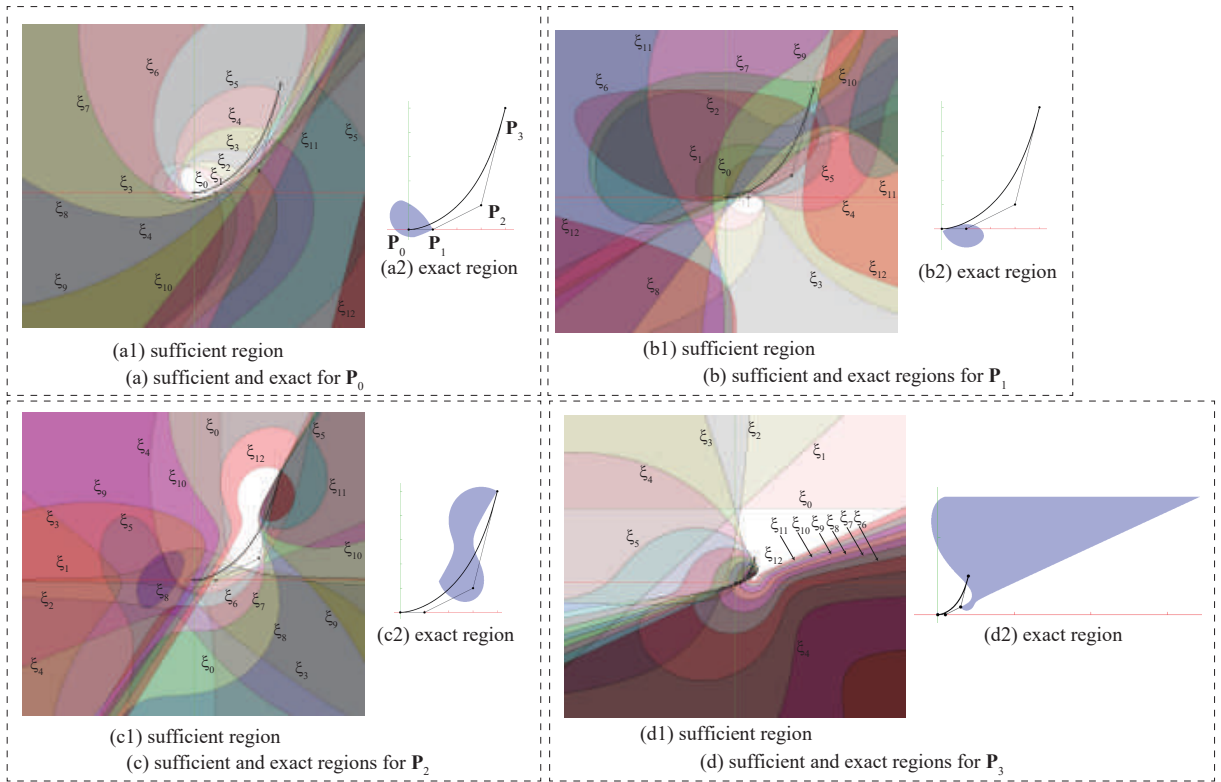 ξ6
ξ5
ξ7
ξ4
ξ3
ξ2
ξ11
ξ5
ξ0
ξ1
ξ3
ξ8
ξ4
ξ9
ξ10
ξ12
P3
P2
P0
P1
(a2) exact region
(a1) sufficient region
(a) sufficient and exact for P0
ξ11
ξ9
ξ7
ξ10
ξ6
ξ2
ξ1
ξ0
ξ5
ξ11
ξ4
ξ12
ξ8
ξ3
ξ12
(b2) exact region
(b1) sufficient region
(b) sufficient and exact regions for P1
ξ0
ξ5
ξ4
ξ12
ξ10
ξ9
ξ11
ξ3
ξ5
ξ10
ξ1
ξ8
ξ2
ξ6
ξ7
ξ9
ξ8
ξ4
ξ0
ξ3
(c2) exact region
(c1) sufficient region
(c) sufficient and exact regions for P2
ξ3
ξ2
ξ1
ξ4
ξ0
ξ11
ξ10
ξ9
ξ8
ξ7
ξ6
ξ5
ξ12
ξ4
(d2) exact region
(d1) sufficient region
(d) sufficient and exact regions for P3